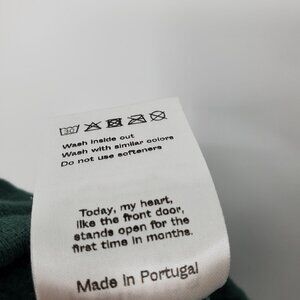 30
Wash inside out
Wash with similar colors
Do not use softeners
Today, my heart,
like the front door,
stands open for the
first time in months.
Made in Portugal